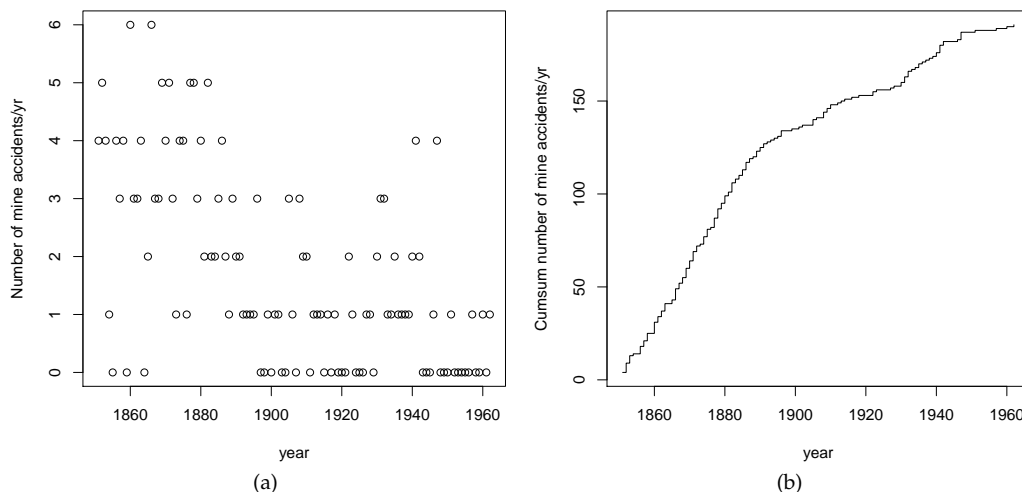 Number of mine accidents/yr
6
5
4
3
2
1
0
1860 1880 1900 1920 1940 1960
year
(a)
Cumsum number of mine accidents/yr
150
100
50
0
1860 1880 1900 1920 1940 1960
year
(b)